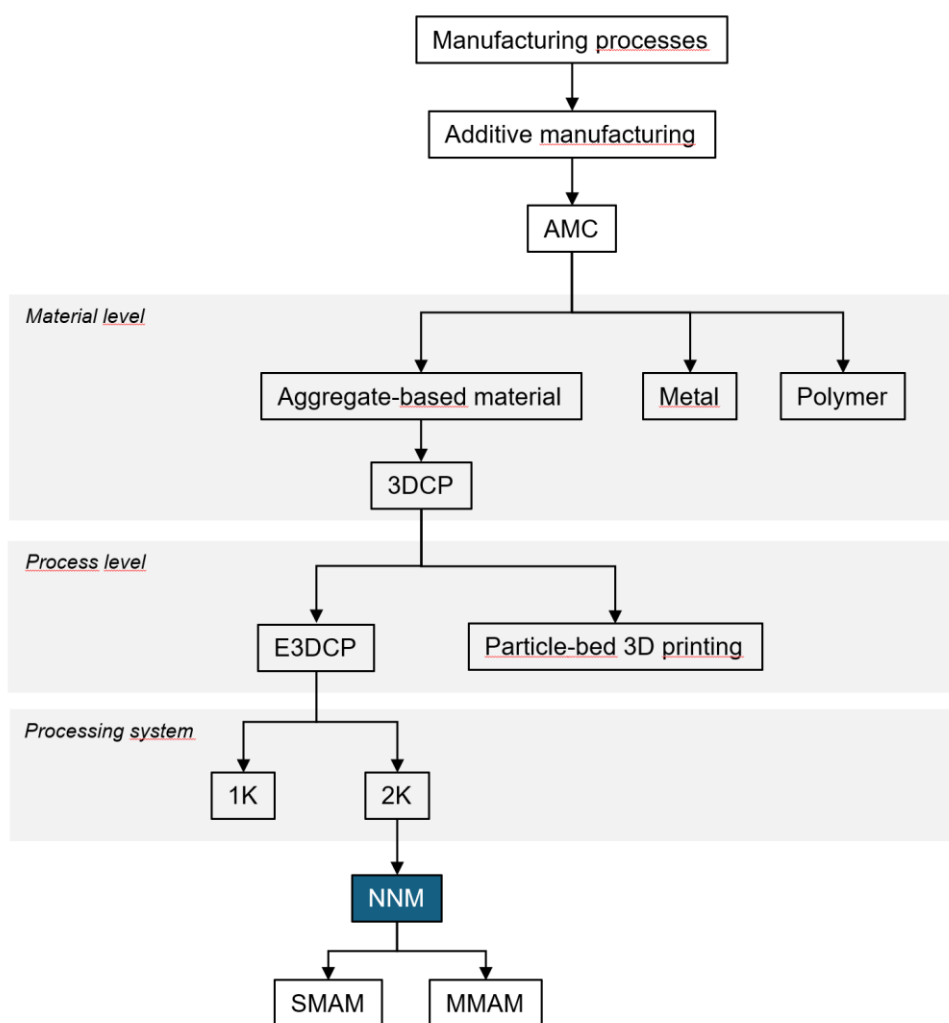 Manufacturing processes
Additive manufacturing
AMC
Material level
Aggregate-based material
Metal
Polymer
3DCP
Process level
E3DCP
Particle-bed 3D printing
Processing system
1K
2K
NNM
SMAM
MMAM